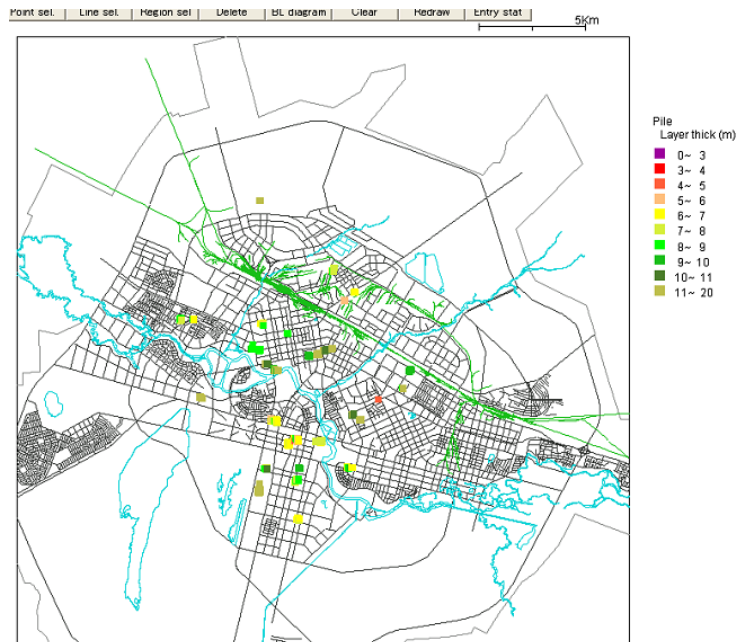 Point sel. Line sel. Region sel Delete BL diagram Clear Redraw Entry stat
5Km
Pile
Layer thick (m)
0~ 3
3~ 4
4~ 5
5~ 6
6~ 7
7~ 8
8~ 9
9~ 10
10~ 11
11~ 20